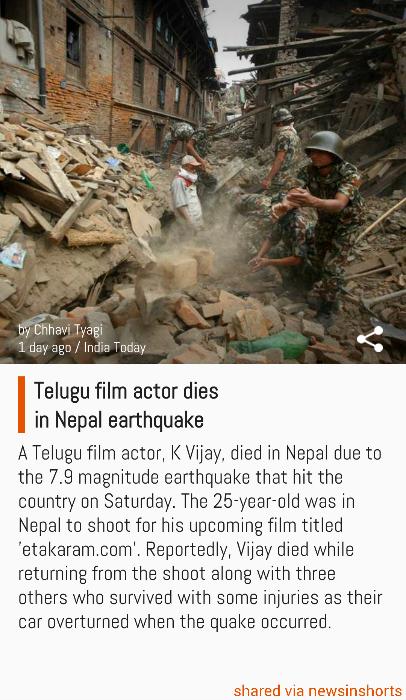 by Chhavi Tyagi
1 day ago / India Today
Telugu film actor dies
in Nepal earthquake
A Telugu film actor, K Vijay, died in Nepal due to
the 7.9 magnitude earthquake that hit the
country on Saturday. The 25-year-old was in
Nepal to shoot for his upcoming film titled
'etakaram.com'. Reportedly, Vijay died while
returning from the shoot along with three
others who survived with some injuries as their
car overturned when the quake occurred.
shared via newsinshorts